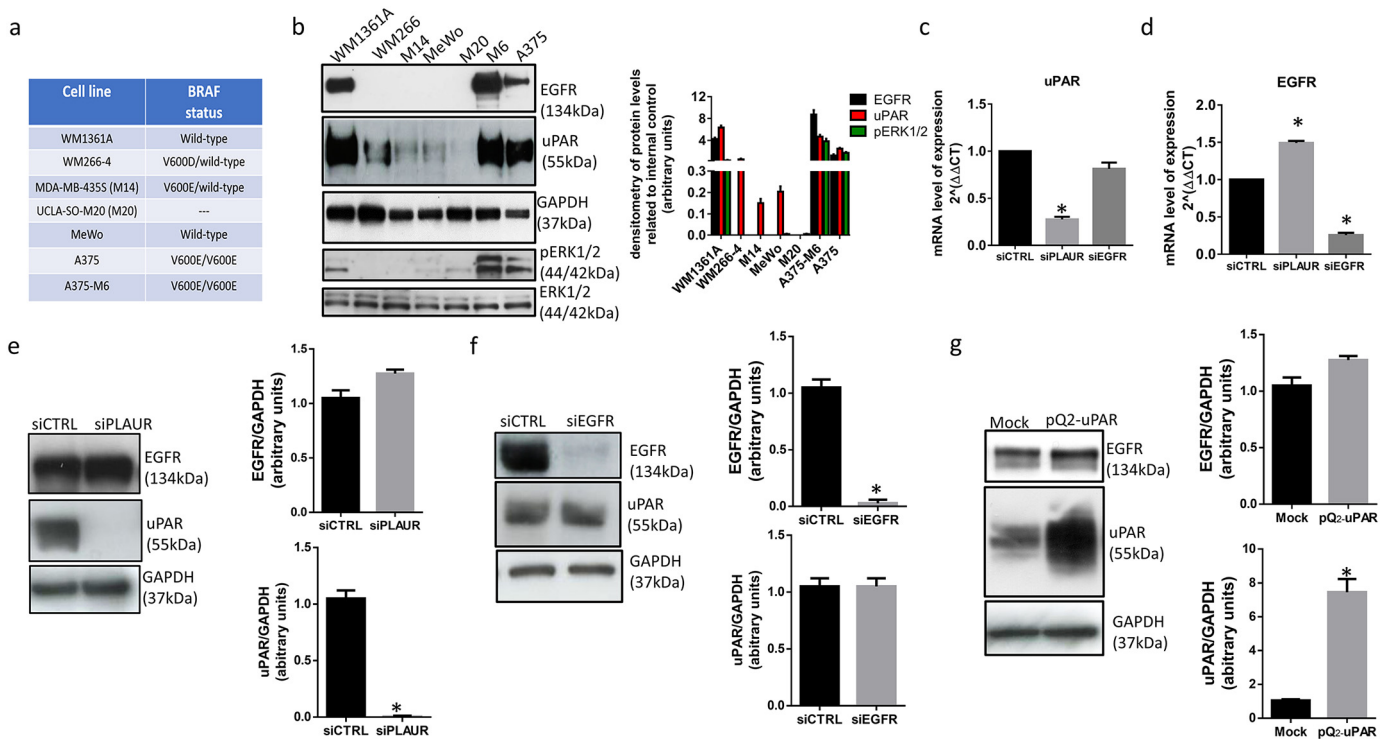 a
Cell line BRAF status
WM1361A Wild-type
WM266-4 V600D/wild-type
MDA-MB-435S (M14) V600E/wild-type
UCLA-SO-M20 (M20) ---
MeWo Wild-type
A375 V600E/V600E
A375-M6 V600E/V600E
b
WM1361A WM266 M14 MeWo M20 M6 A375
EGFR
(134kDa)
uPAR
(55kDa)
GAPDH
(37kDa)
pERK1/2
(44/42kDa)
ERK1/2
(44/42kDa)
densitometry of protein levels
related to internal control
(arbitrary units)
12
8
4
0.3
0.2
0.1
0.0
EGFR
uPAR
pERK1/2
WM1361A WM266-4 M14 MeWo M20 A375-M6 A375
c
uPAR
mRNA level of expression
2^(ΔΔCT)
1.5
1.0
0.5
0.0
*
siCTRL siPLAUR siEGFR
d
EGFR
mRNA level of expression
2^(ΔΔCT)
2.0
1.5
1.0
0.5
0.0
*
*
siCTRL siPLAUR siEGFR
e
siCTRL siPLAUR
EGFR
(134kDa)
uPAR
(55kDa)
GAPDH
(37kDa)
EGFR/GAPDH
(arbitrary units)
1.5
1.0
0.5
0.0
siCTRL siPLAUR
uPAR/GAPDH
(abitrary units)
1.5
1.0
0.5
0.0
*
siCTRL siPLAUR
f
siCTRL siEGFR
EGFR
(134kDa)
uPAR
(55kDa)
GAPDH
(37kDa)
EGFR/GAPDH
(arbitrary units)
1.5
1.0
0.5
0.0
*
siCTRL siEGFR
uPAR/GAPDH
(abitrary units)
1.5
1.0
0.5
0.0
siCTRL siEGFR
g
Mock pQ2-uPAR
EGFR
(134kDa)
uPAR
(55kDa)
GAPDH
(37kDa)
EGFR/GAPDH
(arbitrary units)
1.5
1.0
0.5
0.0
Mock pQ2-uPAR
uPAR/GAPDH
(abitrary units)
10
8
6
4
2
0
*
Mock pQ2-uPAR